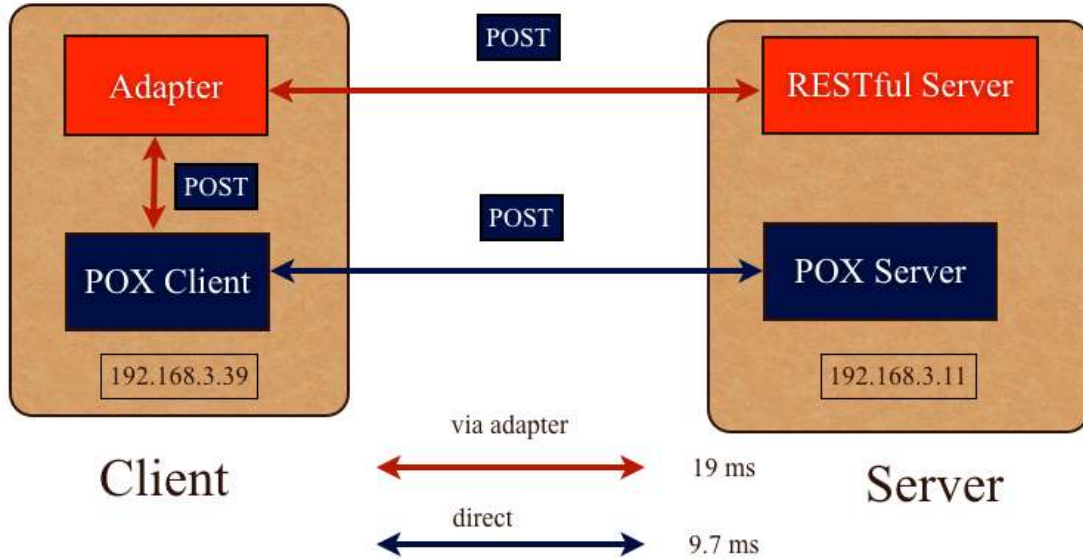 POST
Adapter
RESTful Server
POST
POST
POX Client
POX Server
192.168.3.39
192.168.3.11
via adapter
Client
19 ms
Server
direct
9.7 ms